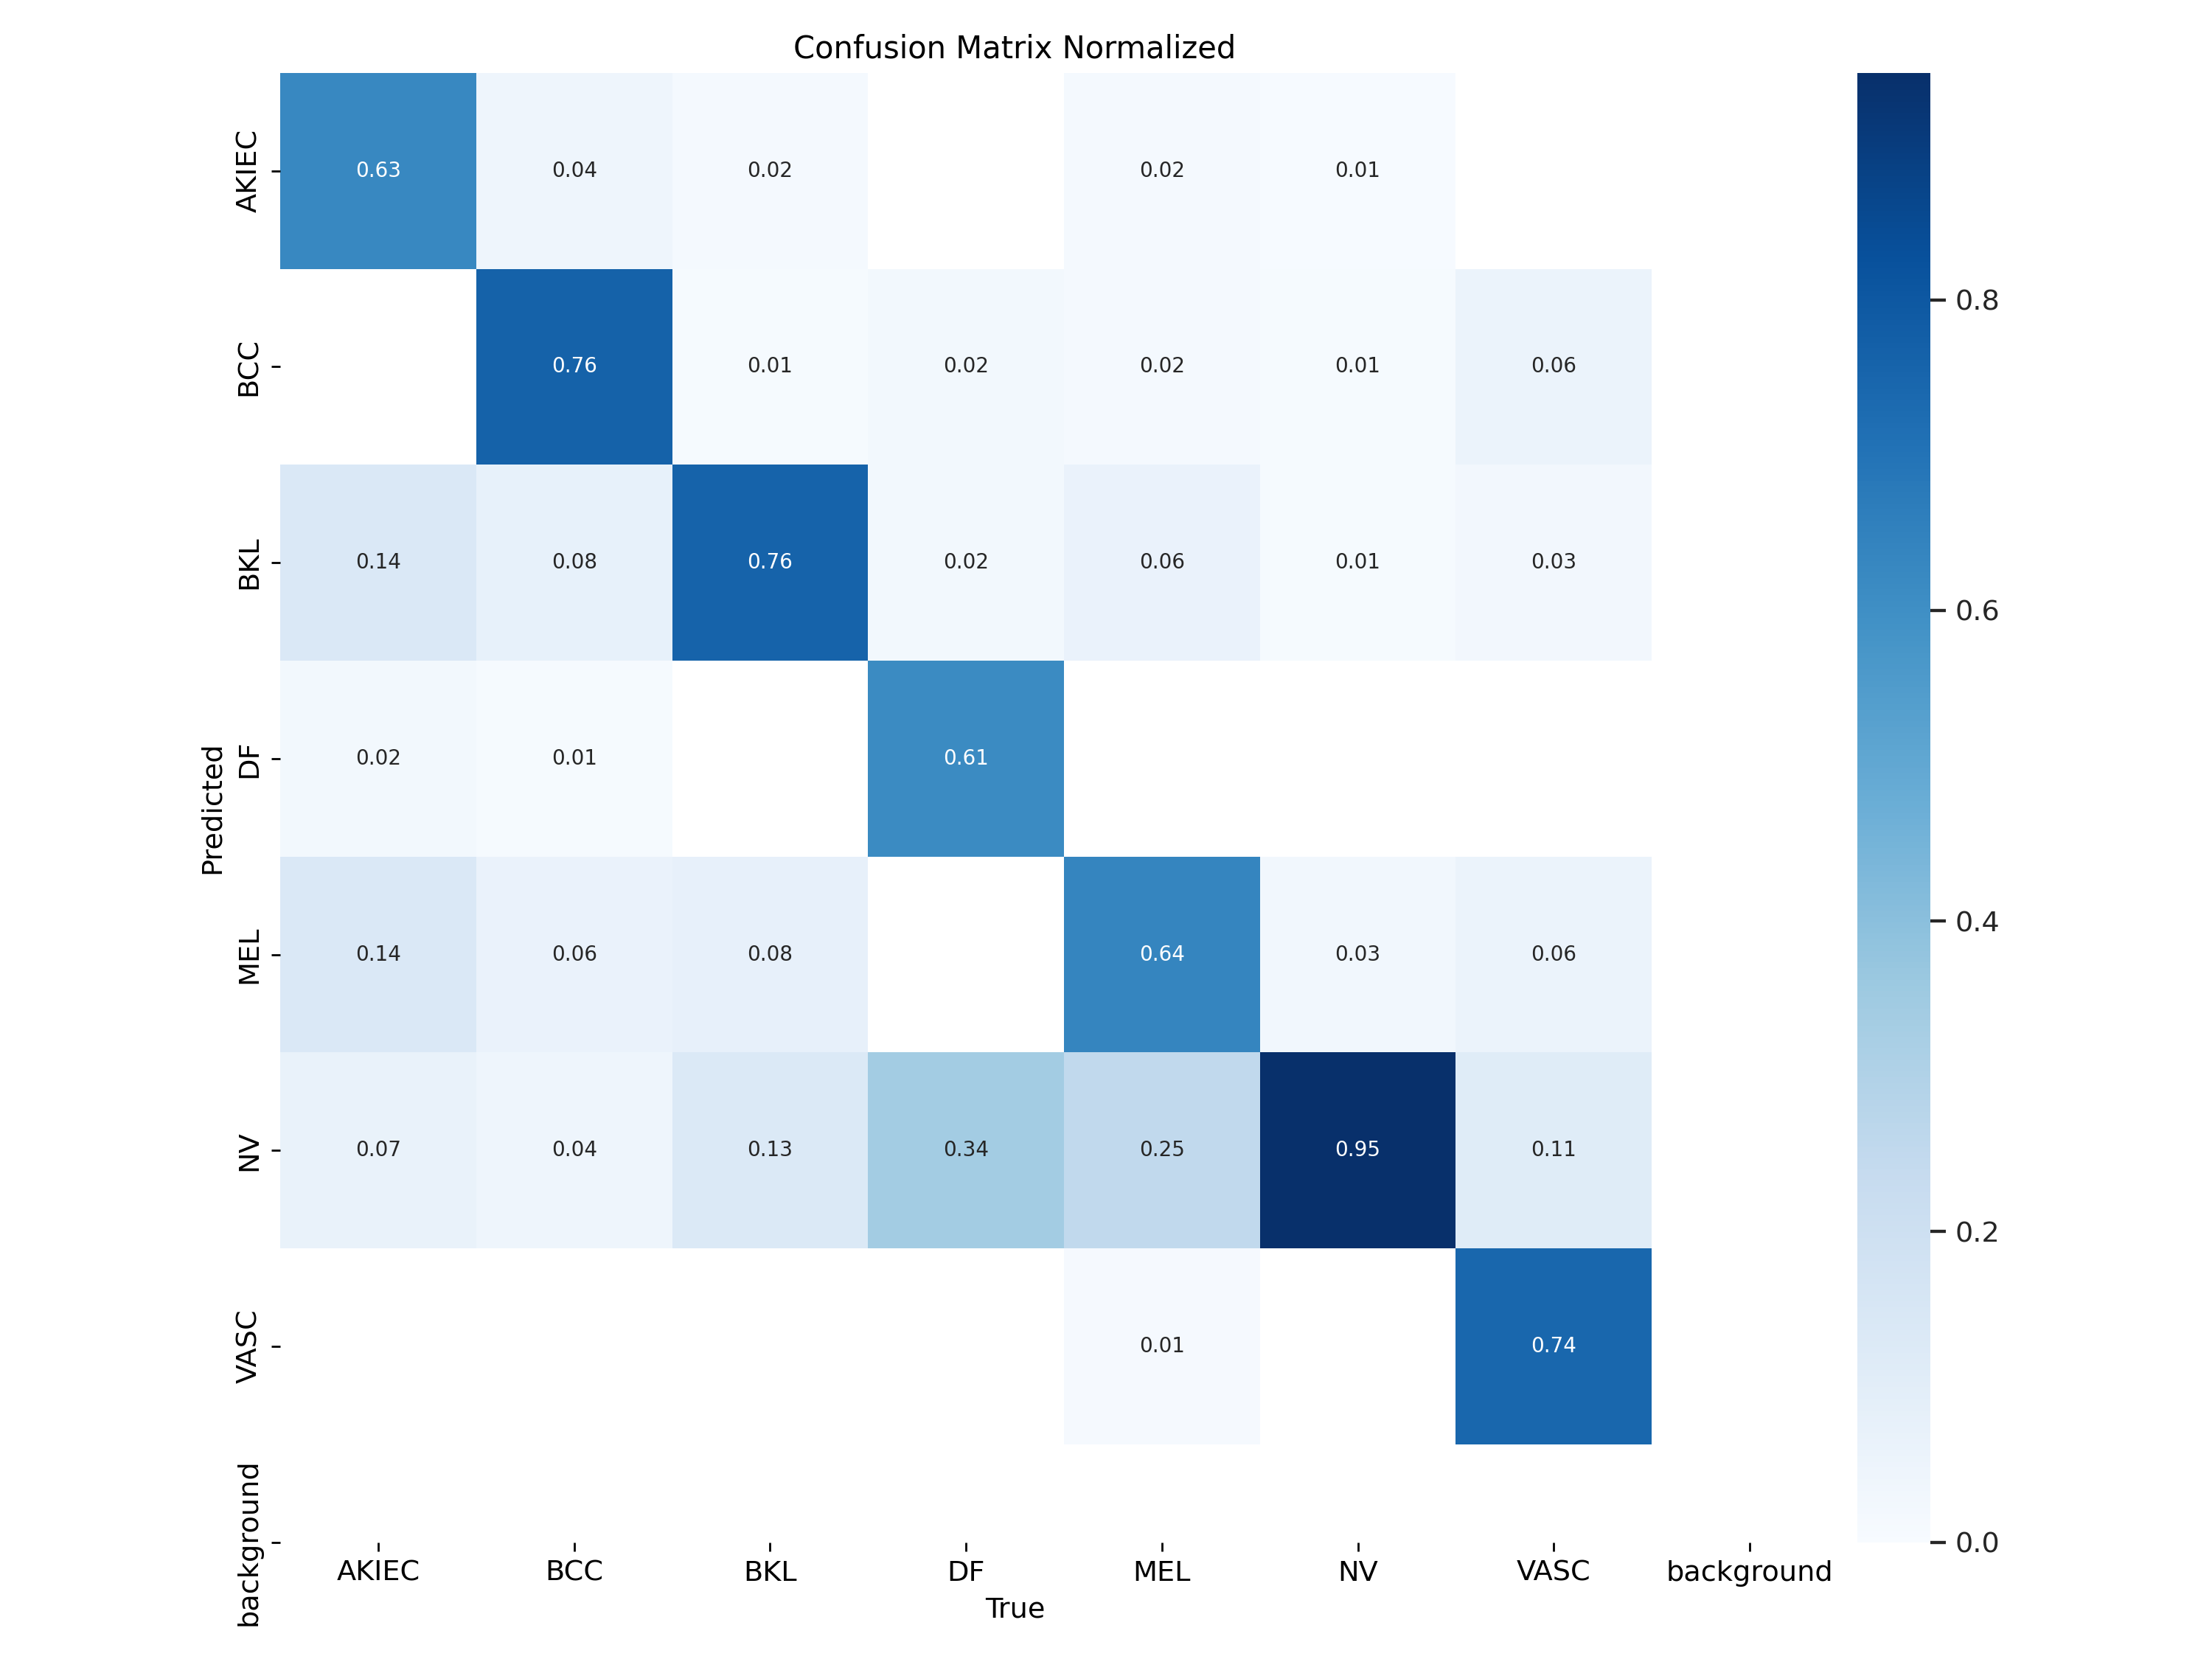 Confusion Matrix Normalized
AKIEC 0.63 0.04 0.02 0.02 0.01
BCC 0.76 0.01 0.02 0.02 0.01 0.06
BKL 0.14 0.08 0.76 0.02 0.06 0.01 0.03
DF 0.02 0.01 0.61
MEL 0.14 0.06 0.08 0.64 0.03 0.06
NV 0.07 0.04 0.13 0.34 0.25 0.95 0.11
VASC 0.01 0.74
background
Predicted
AKIEC BCC BKL DF MEL NV VASC background
True
0.8
0.6
0.4
0.2
0.0